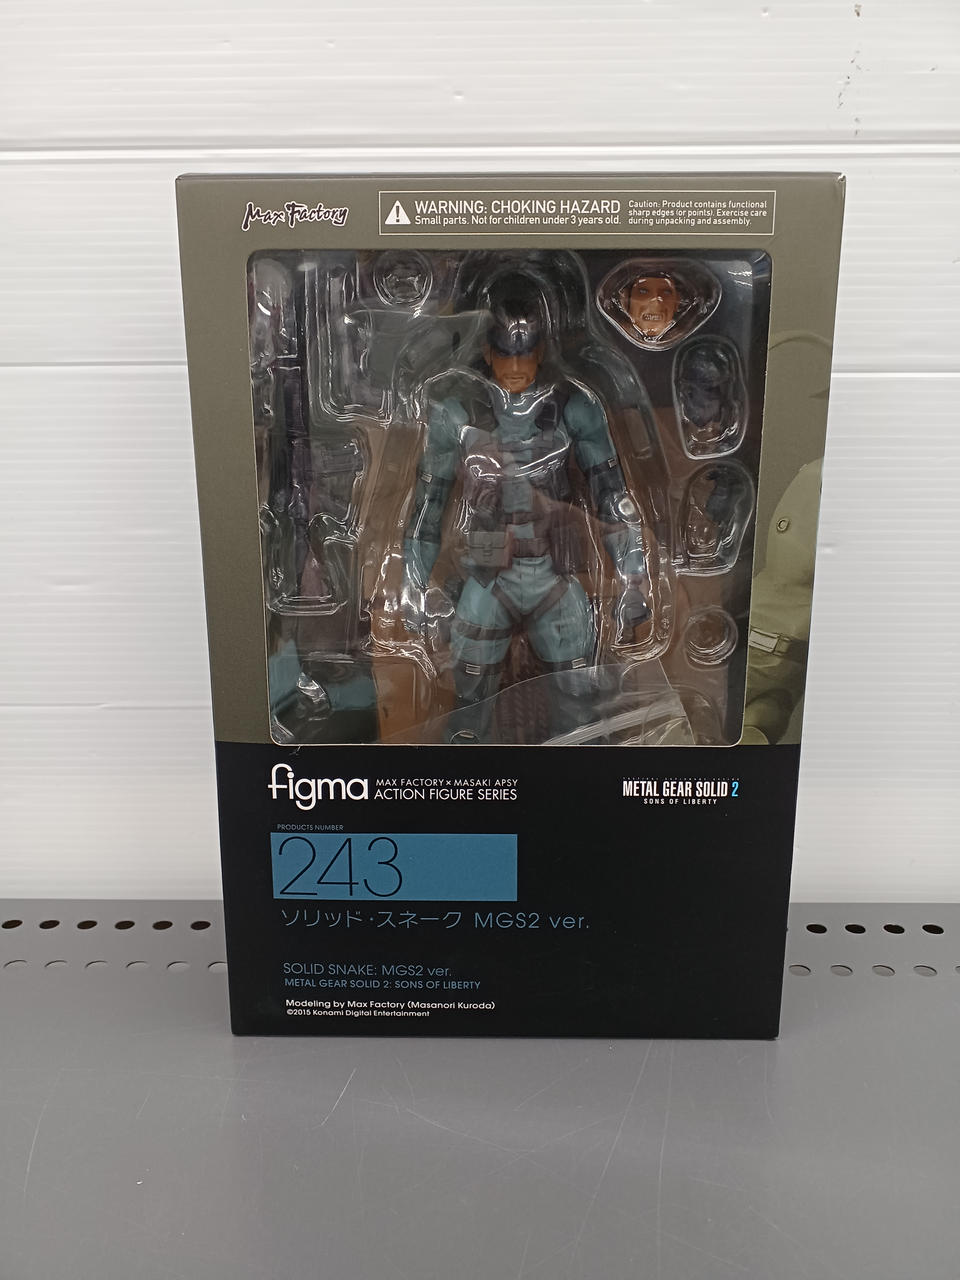 Max Factory
WARNING: CHOKING HAZARD
Small parts. Not for children under 3 years old.
Caution: Product contains functional
sharp edges (or points). Exercise care
during unpacking and assembly.
figma
MAX FACTORY × MASAKI APSY
ACTION FIGURE SERIES
METAL GEAR SOLID 2
SONS OF LIBERTY
PRODUCTS NUMBER
243
ソリッド・スネーク MGS2 ver.
SOLID SNAKE: MGS2 ver.
METAL GEAR SOLID 2: SONS OF LIBERTY
Modeling by Max Factory (Masanori Kuroda)
©2015 Konami Digital Entertainment